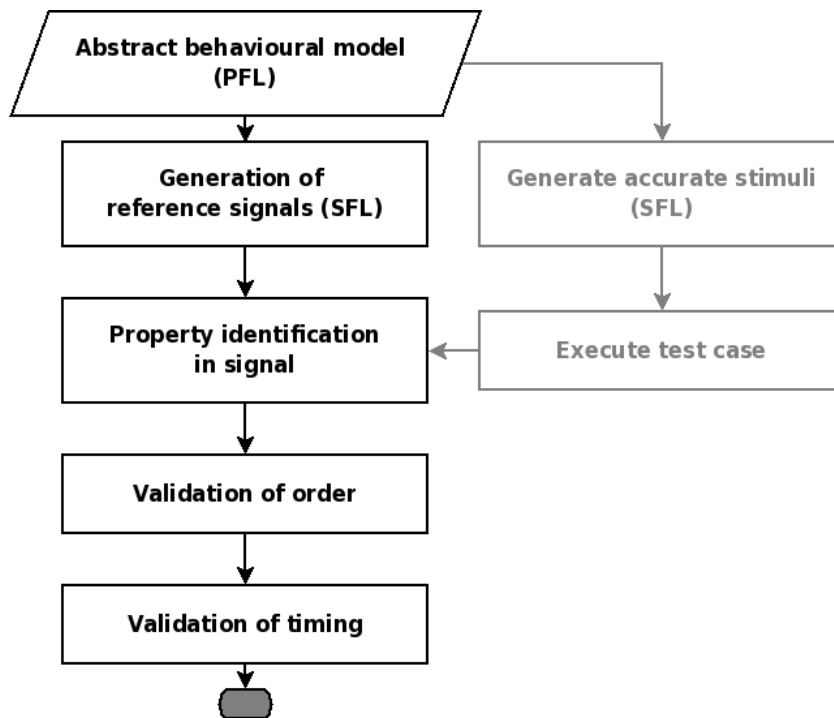 Abstract behavioural model
(PFL)
Generation of
reference signals (SFL)
Generate accurate stimuli
(SFL)
Property identification
in signal
Execute test case
Validation of order
Validation of timing